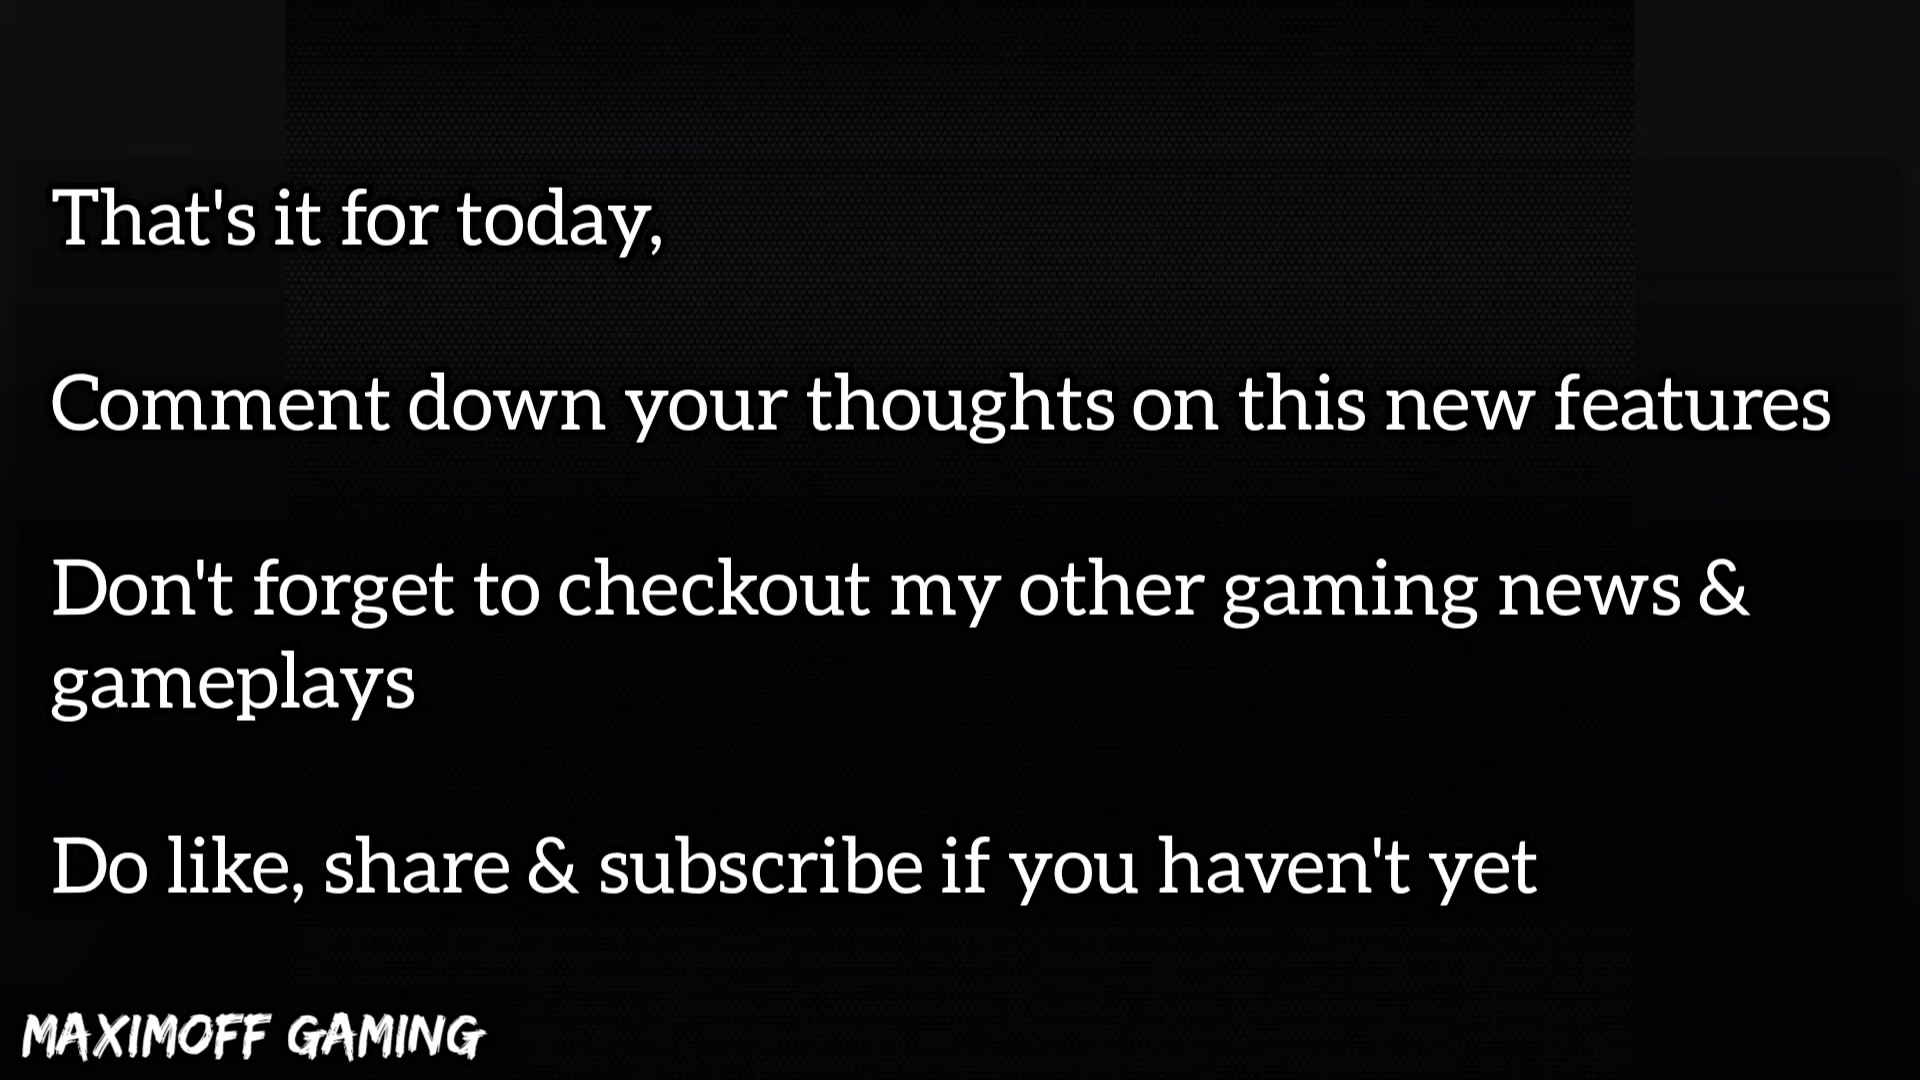 That's it for today,
Comment down your thoughts on this new features
Don't forget to checkout my other gaming news &
gameplays
Do like, share & subscribe if you haven't yet
MAXIMOFF GAMING